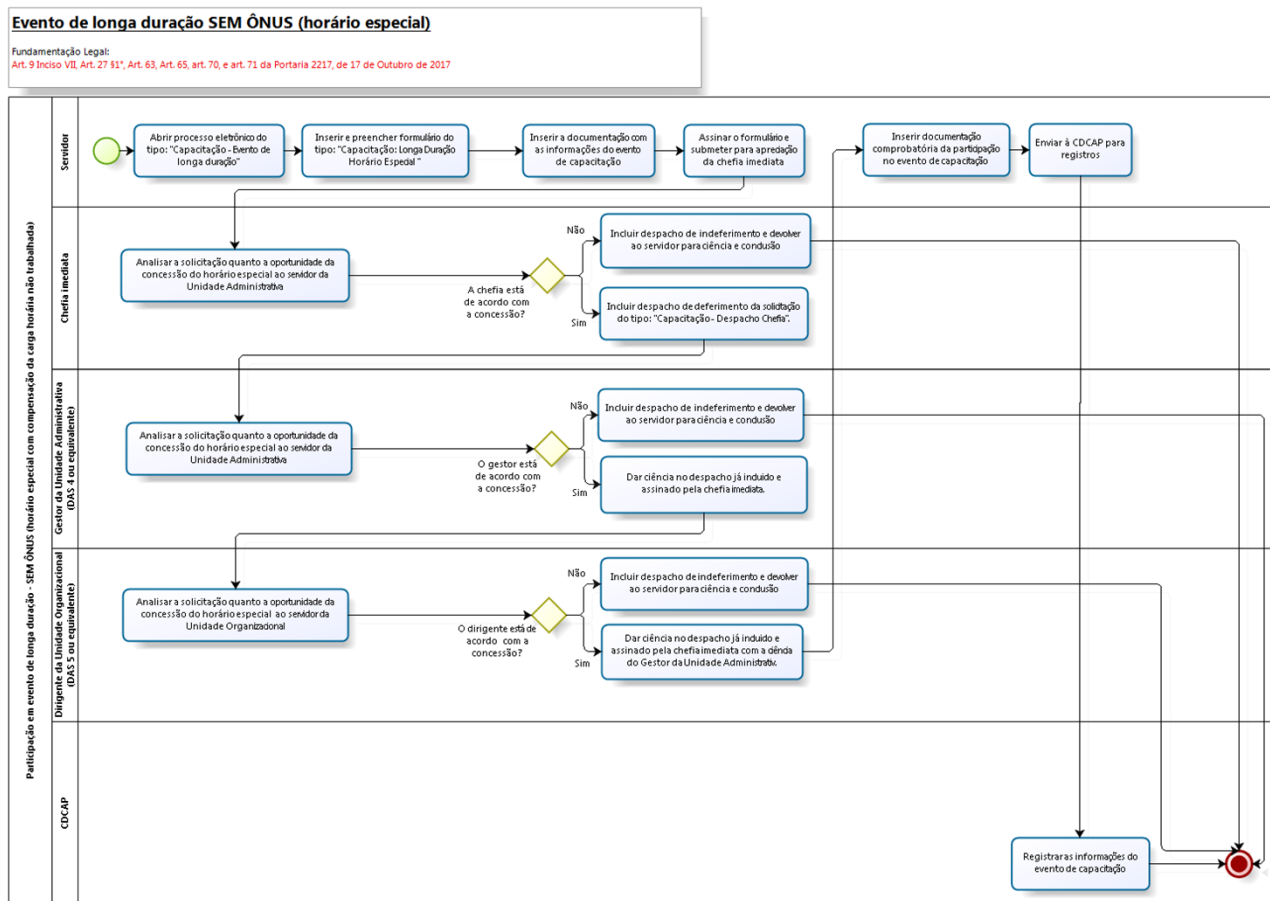 Evento de longa duração SEM ÔNUS (horário especial)
Fundamentação Legal:
Art. 9 Inciso VII, Art. 27 §1°, Art. 63, Art. 65, art. 70, e art. 71 da Portaria 2217, de 17 de Outubro de 2017
Participação em evento de longa duração - SEM ÔNUS (horário especial com compensação da carga horária não trabalhada)
Servidor
Abrir processo eletrônico do
tipo: "Capacitação - Evento de
longa duração"
Inserir e preencher formulário do
tipo: "Capacitação: Longa Duração
Horário Especial "
Inserir a documentação com
as informações do evento
de capacitação
Assinar o formulário e
submeter para apreciação
da chefia imediata
Inserir documentação
comprobatória da participação
no evento de capacitação
Enviar à CDCAP para
registros
Chefia imediata
Analisar a solicitação quanto a oportunidade da
concessão do horário especial ao servidor da
Unidade Administrativa
A chefia está
de acordo com
a concessão?
Não
Incluir despacho de indeferimento e devolver
ao servidor para ciência e conclusão
Sim
Incluir despacho de deferimento da solicitação
do tipo: "Capacitação - Despacho Chefia".
Gestor da Unidade Administrativa
(DAS 4 ou equivalente)
Analisar a solicitação quanto a oportunidade da
concessão do horário especial ao servidor da
Unidade Administrativa
O gestor está
de acordo com
a concessão?
Não
Incluir despacho de indeferimento e devolver
ao servidor para ciência e conclusão
Sim
Dar ciência no despacho já incluido e
assinado pela chefia imediata.
Dirigente da Unidade Organizacional
(DAS 5 ou equivalente)
Analisar a solicitação quanto a oportunidade da
concessão do horário especial ao servidor da
Unidade Organizacional
O dirigente está de
acordo com a
concessão?
Não
Incluir despacho de indeferimento e devolver
ao servidor para ciência e conclusão
Sim
Dar ciência no despacho já incluido e
assinado pela chefia imediata com a ciência
do Gestor da Unidade Administrativ.
CDCAP
Registrar as informações do
evento de capacitação